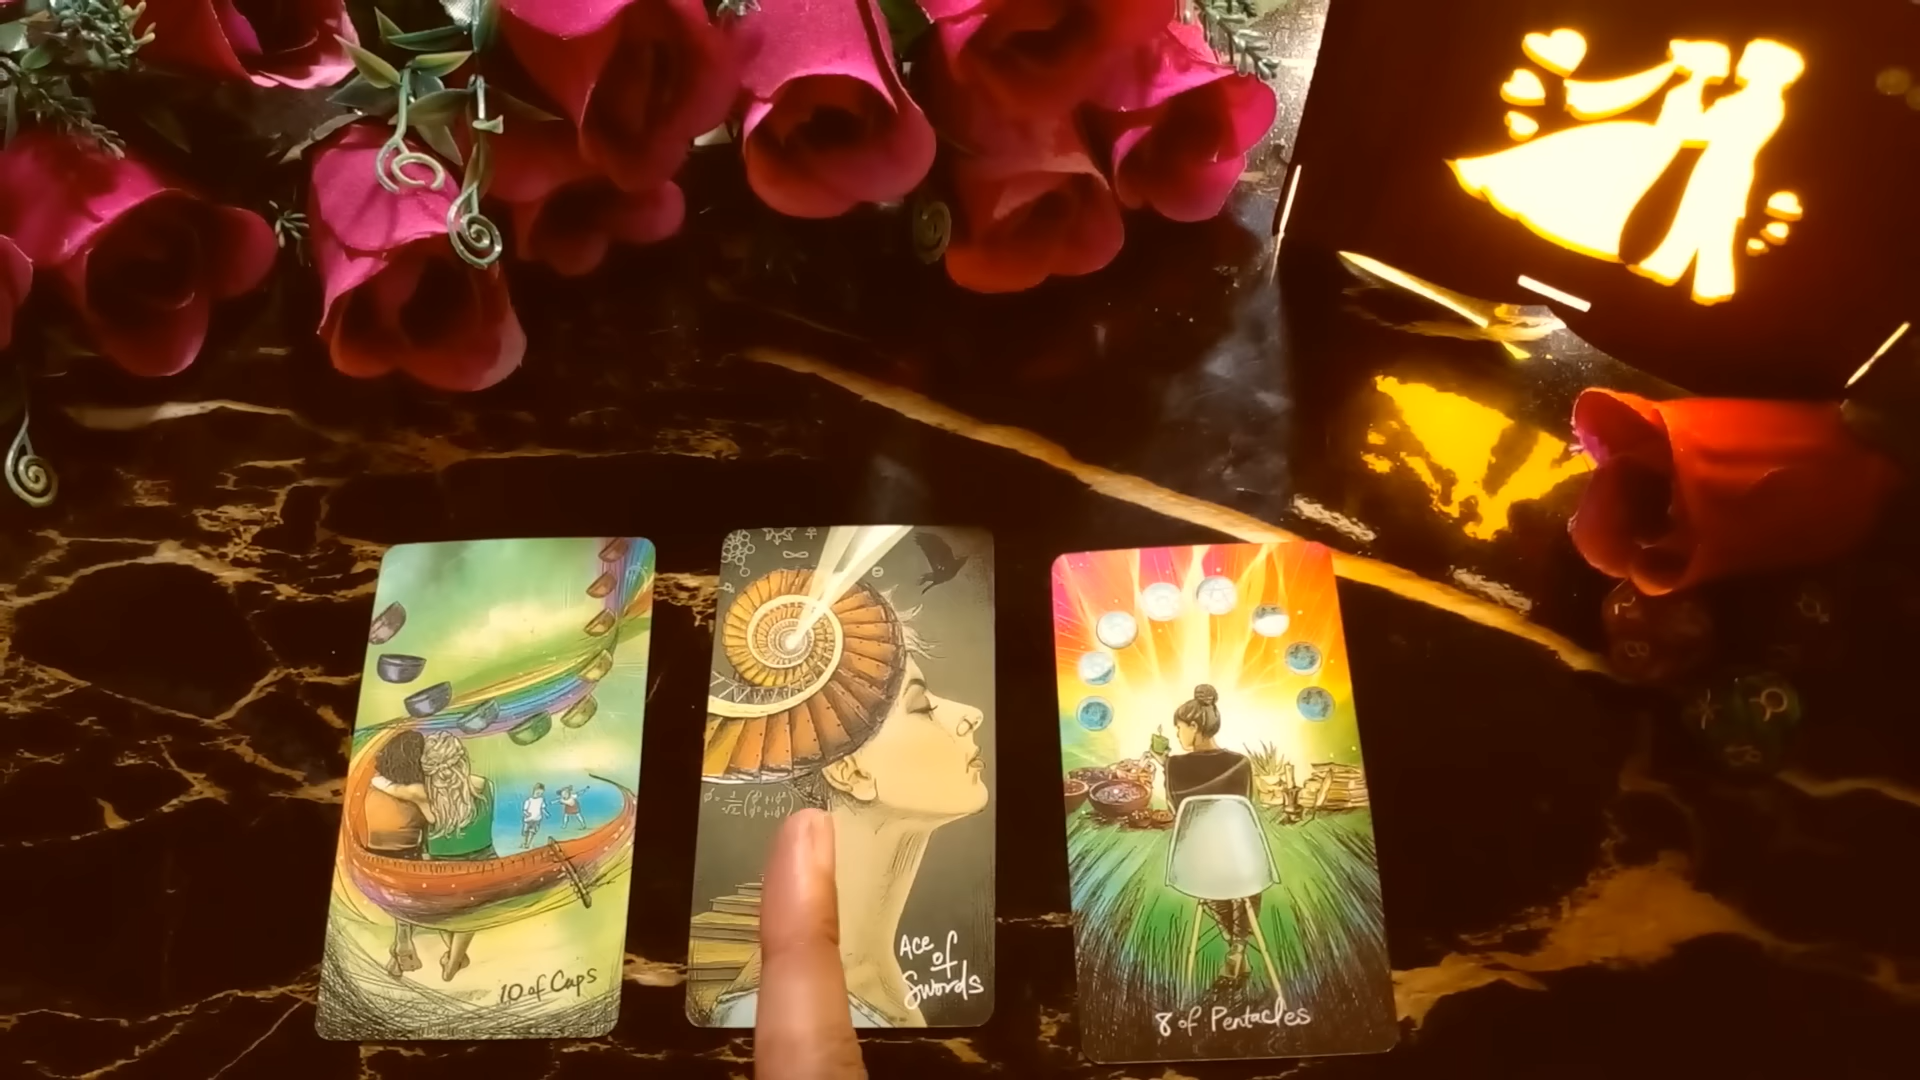 10 of Cups
Ace
of
Swords
8 of Pentacles